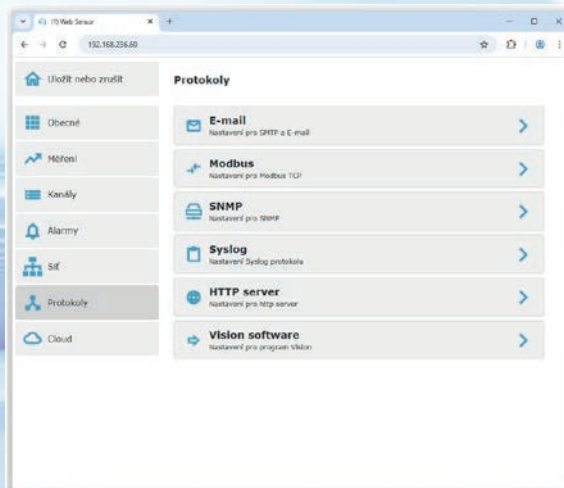 (?) Web Sensor
192.168.236.60
Uložit nebo zrušit
Obecné
Měření
Kanály
Alarmy
Síť
Protokoly
Cloud
Protokoly
E-mail
Nastavení pro SMTP a E-mail
Modbus
Nastavení pro Modbus TCP
SNMP
Nastavení pro SNMP
Syslog
Nastavení Syslog protokolu
HTTP server
Nastavení pro http server
Vision software
Nastavení pro program Vision